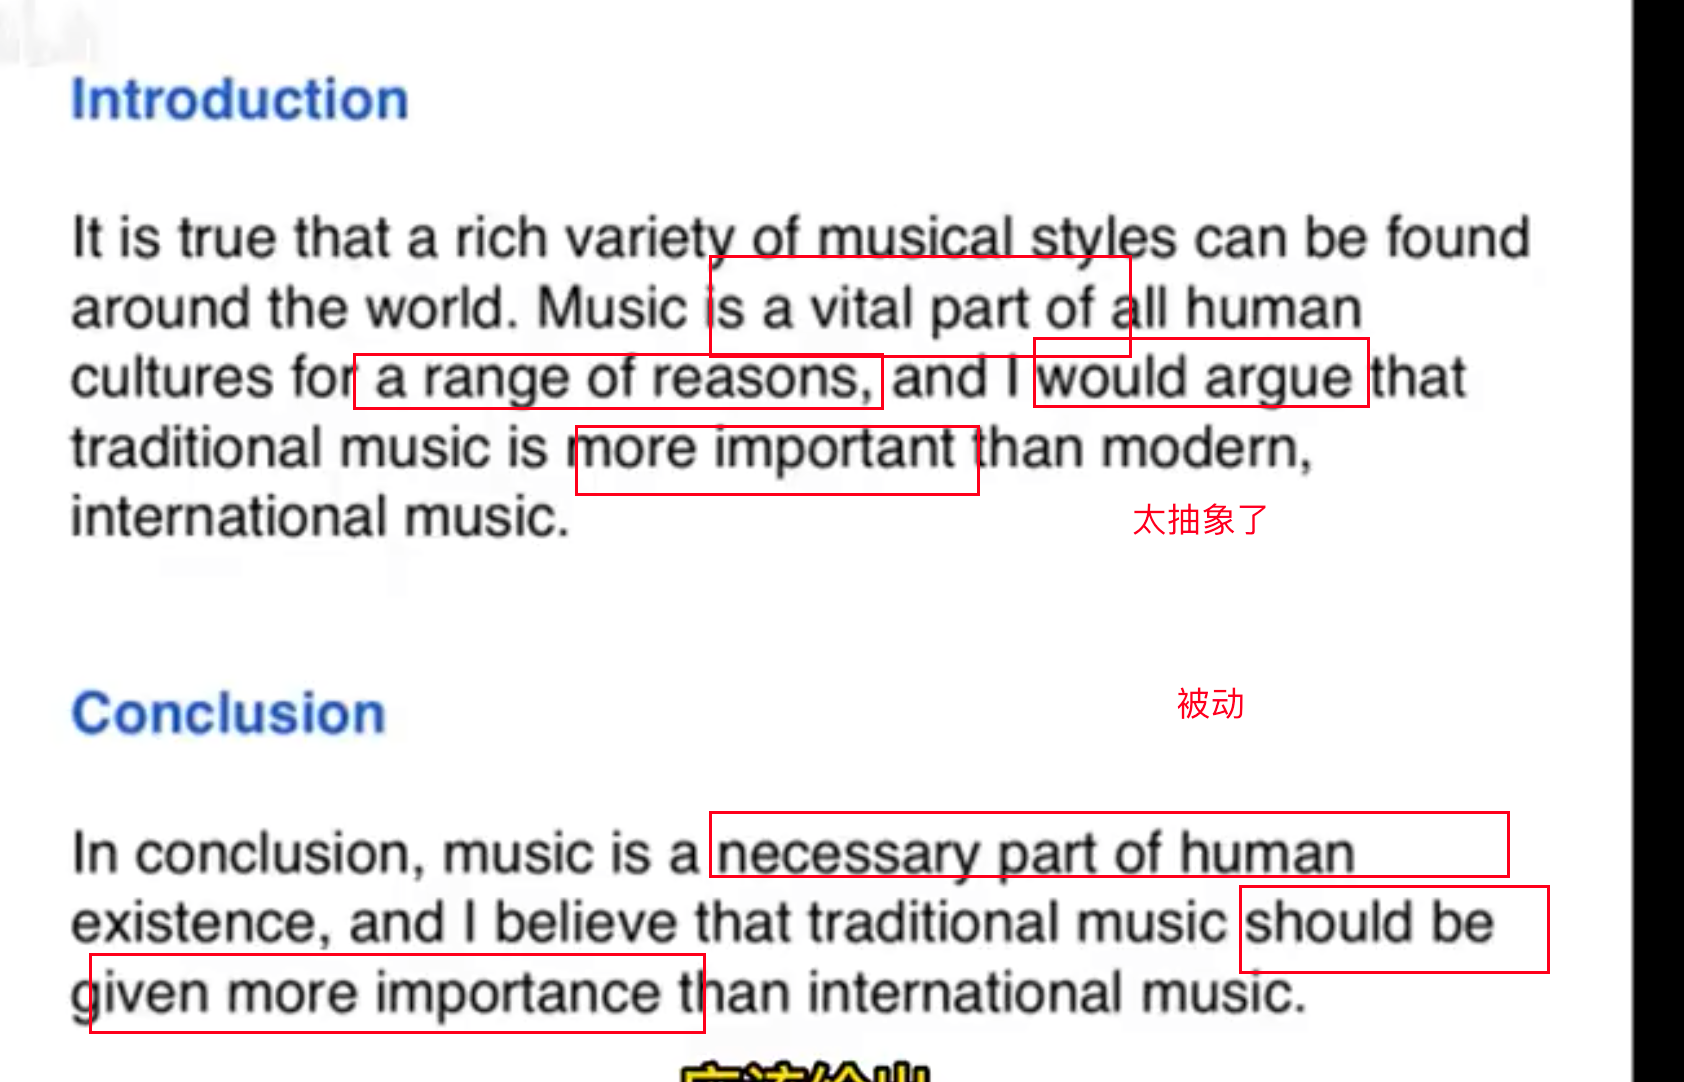 Introduction
It is true that a rich variety of musical styles can be found
around the world. Music is a vital part of all human
cultures for a range of reasons, and I would argue that
traditional music is more important than modern,
international music.
太抽象了
Conclusion
被动
In conclusion, music is a necessary part of human
existence, and I believe that traditional music should be
given more importance than international music.